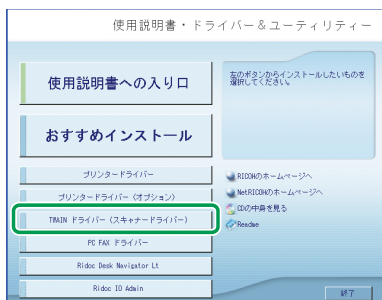 使用説明書・ドライバー＆ユーティリティー
使用説明書への入り口
おすすめインストール
プリンタードライバー
プリンタードライバー（オプション）
TWAIN ドライバー（スキャナードライバー）
PC FAX ドライバー
Ridoc Desk Navigator Lt
Ridoc IO Admin
左のボタンからインストールしたいものを
選択してください。
RICOHのホームページへ
NetRICOHのホームページへ
CDの中身を見る
Readme
終了